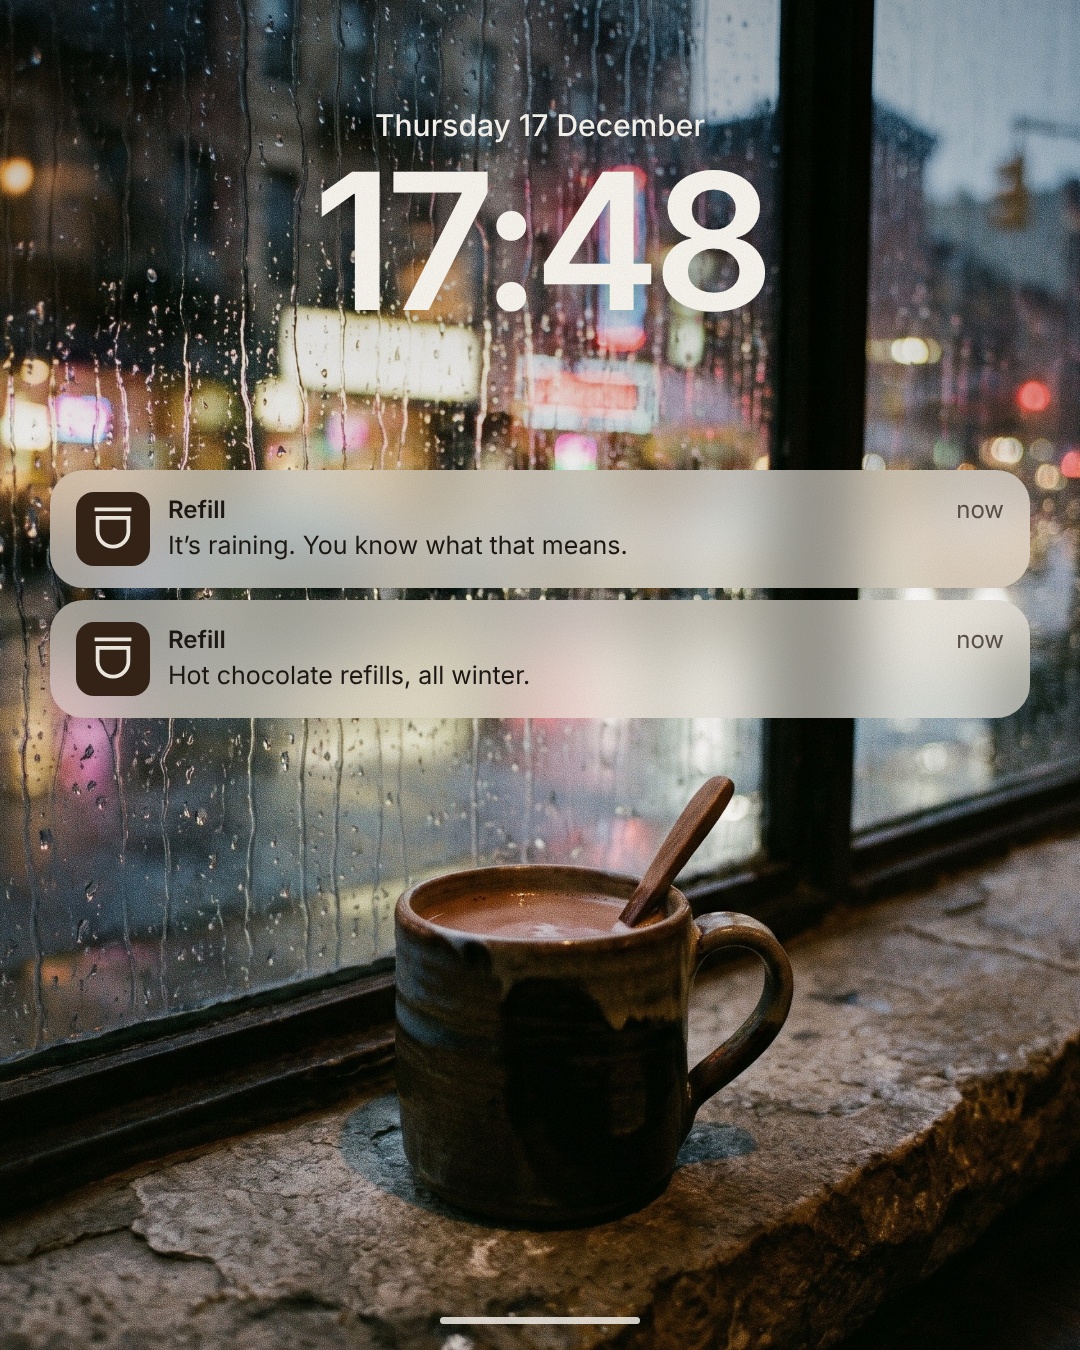 Thursday 17 December
17:48
Refill
now
It’s raining. You know what that means.
Refill
now
Hot chocolate refills, all winter.